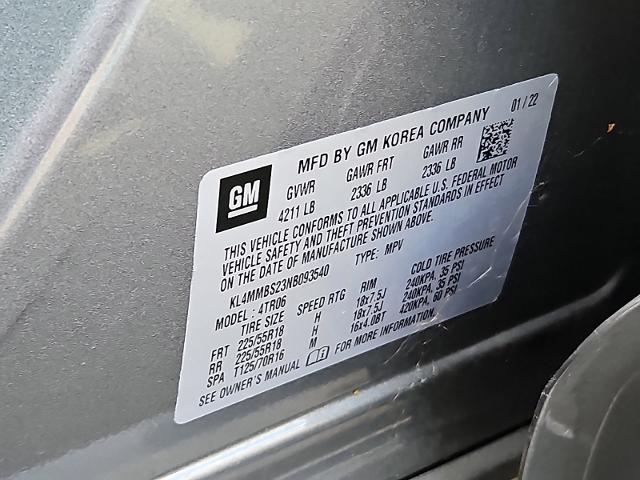 MFD BY GM KOREA COMPANY 01 / 22
GM
GVWR GAWR FRT GAWR RR
4211 LB 2336 LB 2336 LB
THIS VEHICLE CONFORMS TO ALL APPLICABLE U.S. FEDERAL MOTOR
VEHICLE SAFETY AND THEFT PREVENTION STANDARDS IN EFFECT
ON THE DATE OF MANUFACTURE SHOWN ABOVE.
KL4MMBS23NB093540 TYPE: MPV
MODEL : 4TR06
TIRE SIZE SPEED RTG RIM COLD TIRE PRESSURE
FRT 225/55R18 H 18x7.5J 240KPA, 35 PSI
RR 225/55R18 H 18x7.5J 240KPA, 35 PSI
SPA T125/70R16 M 16x4.0BT 420KPA, 60 PSI
SEE OWNER'S MANUAL FOR MORE INFORMATION.